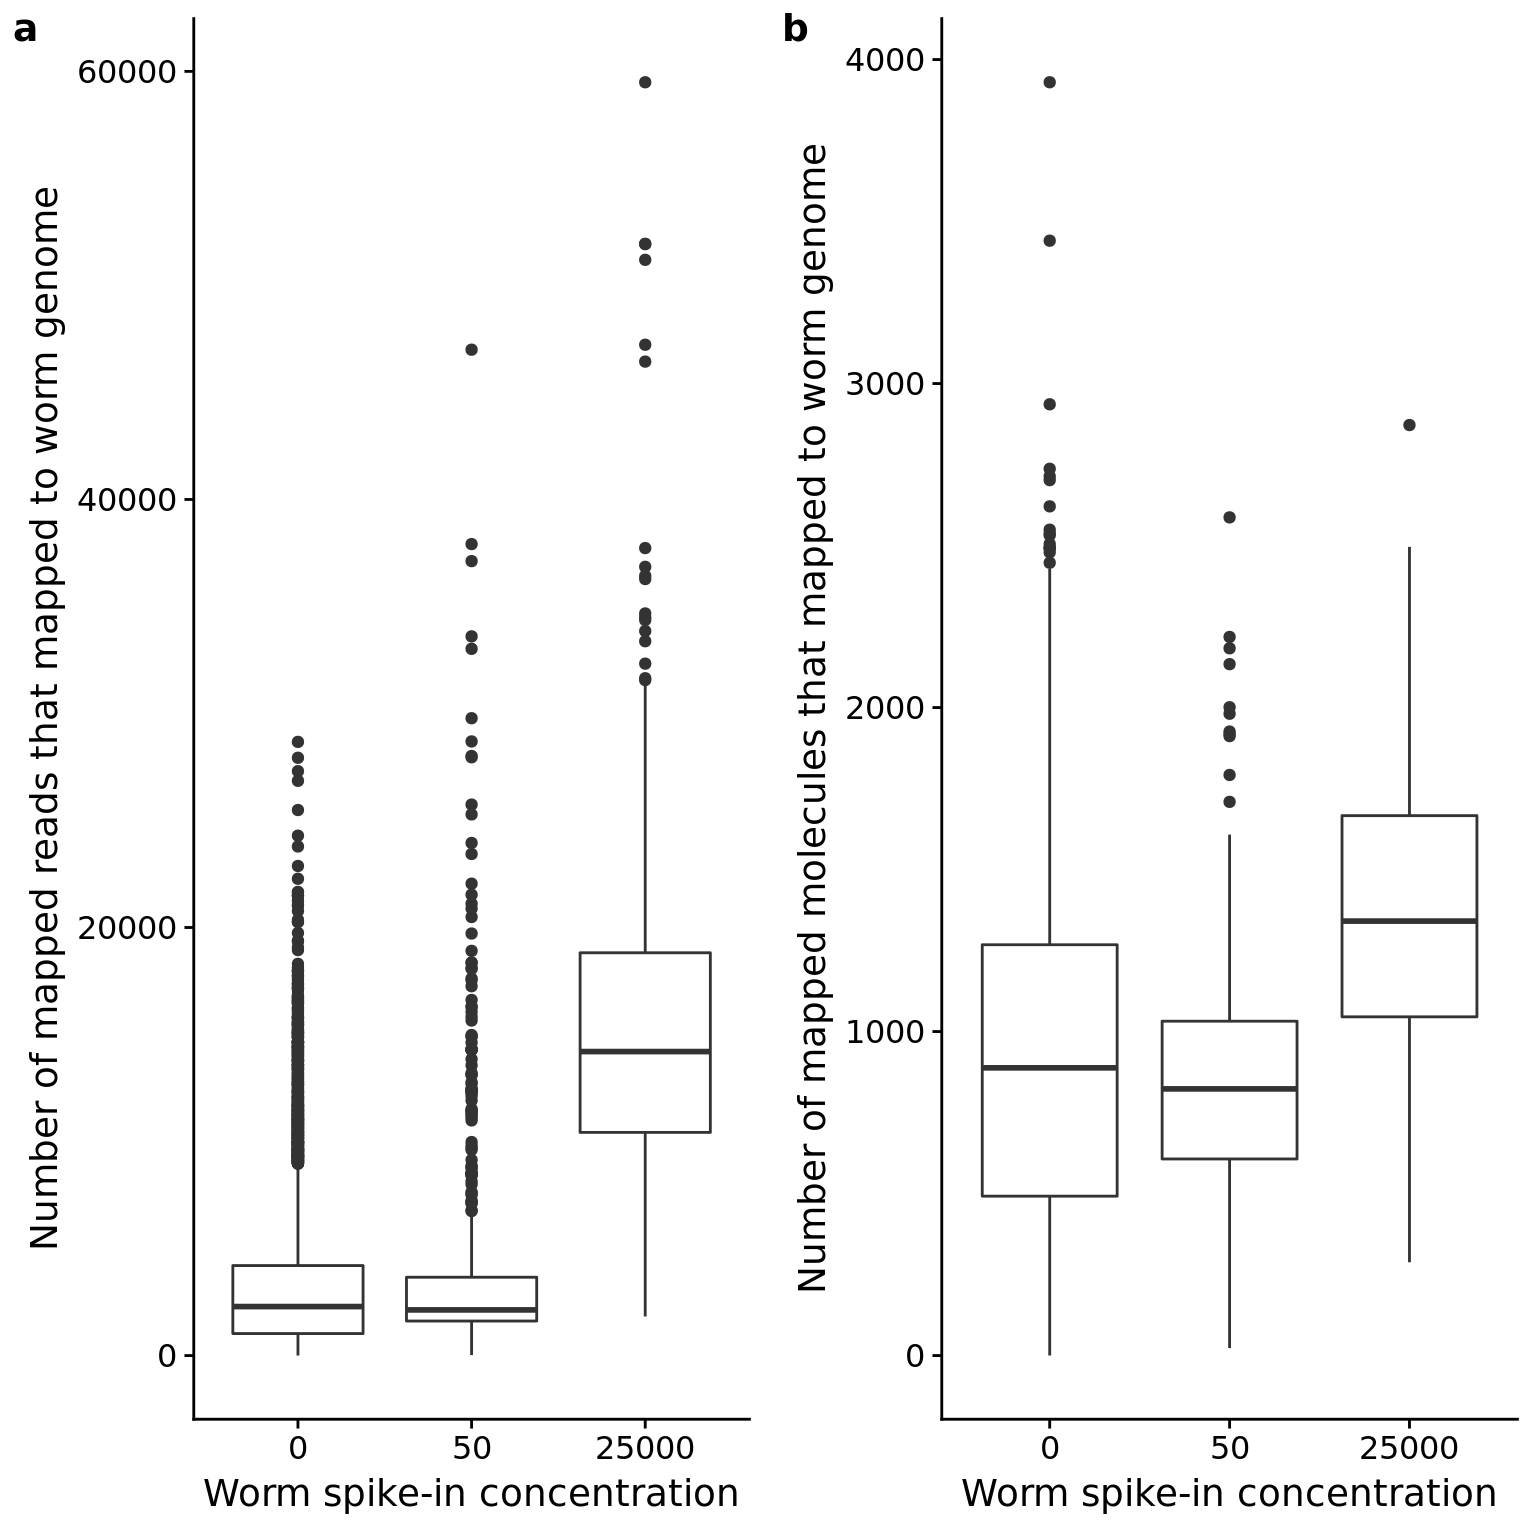 a
Number of mapped reads that mapped to worm genome
60000
40000
20000
0
0 50 25000
Worm spike-in concentration
b
Number of mapped molecules that mapped to worm genome
4000
3000
2000
1000
0
0 50 25000
Worm spike-in concentration